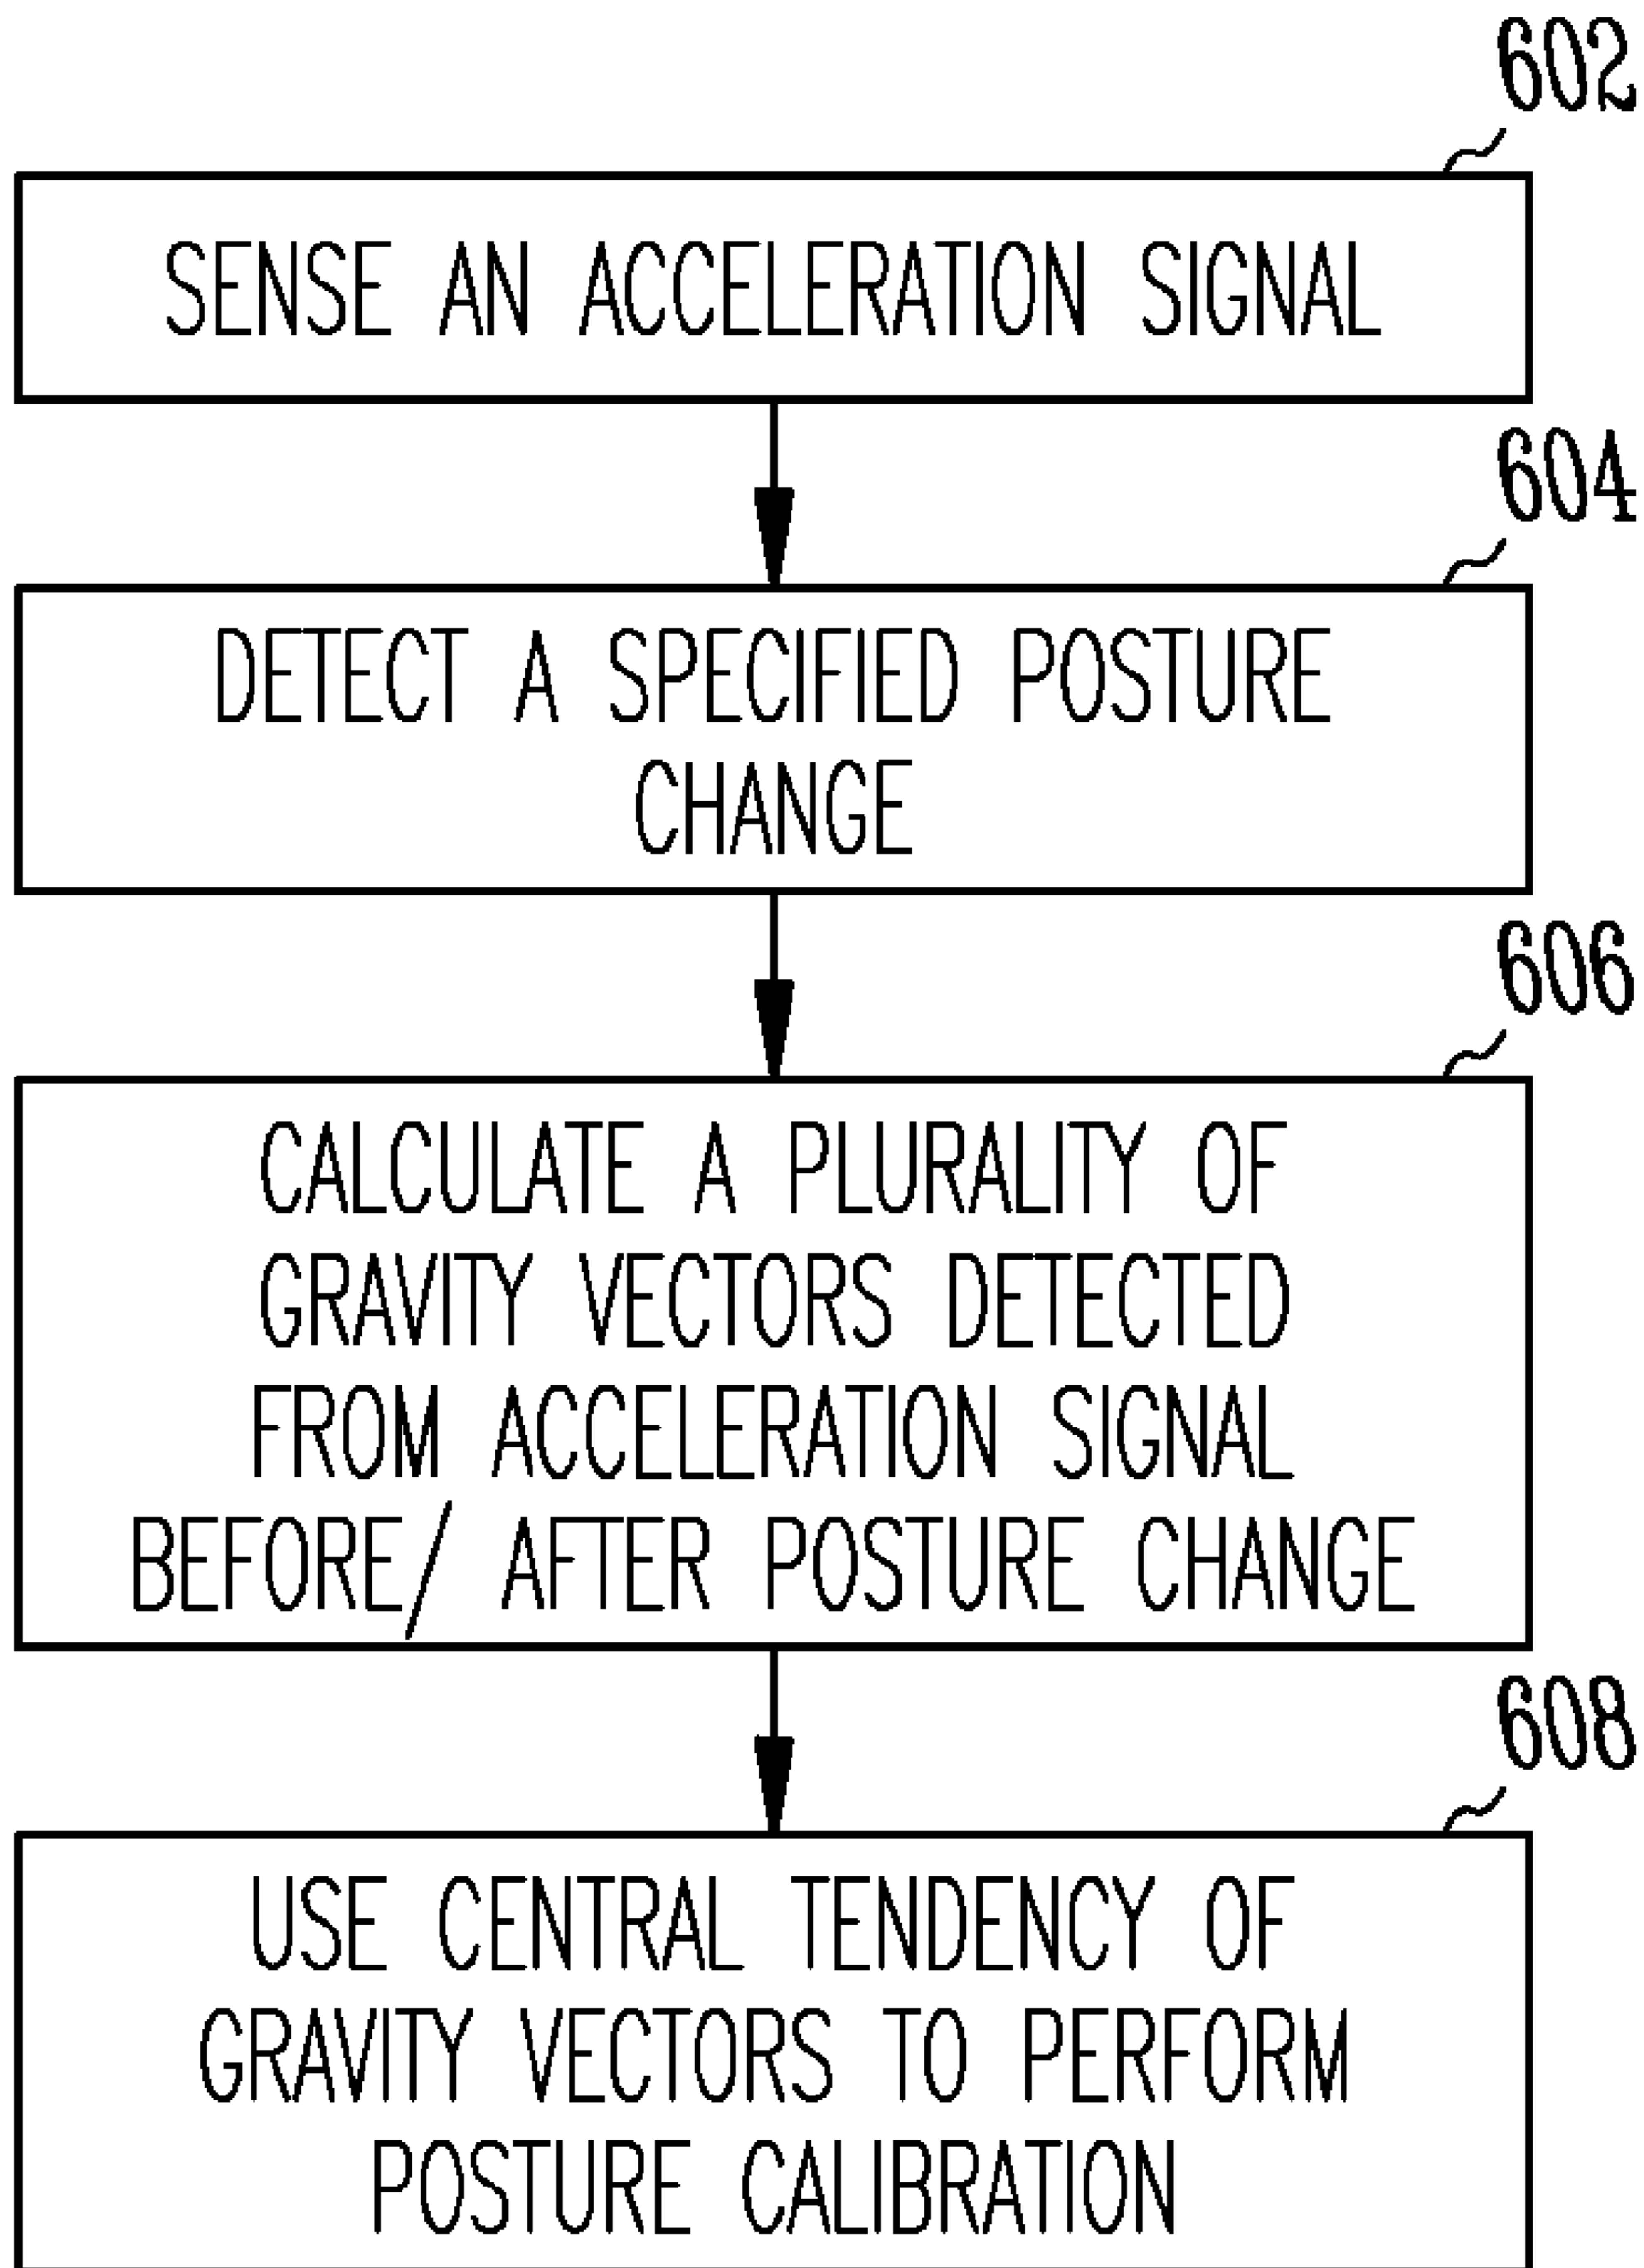 602
SENSE AN ACCELERATION SIGNAL
604
DETECT A SPECIFIED POSTURE
CHANGE
606
CALCULATE A PLURALITY OF
GRAVITY VECTORS DETECTED
FROM ACCELERATION SIGNAL
BEFORE/ AFTER POSTURE CHANGE
608
USE CENTRAL TENDENCY OF
GRAVITY VECTORS TO PERFORM
POSTURE CALIBRATION